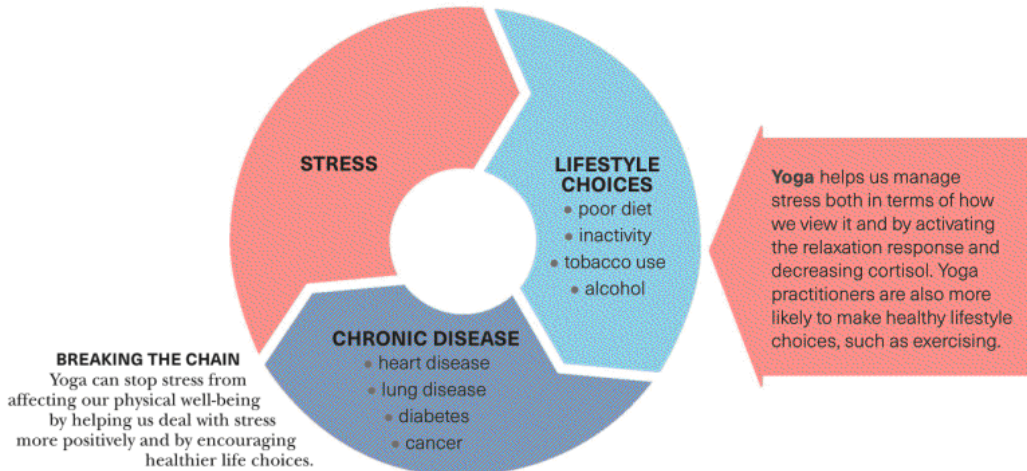 STRESS
LIFESTYLE
CHOICES
• poor diet
• inactivity
• tobacco use
• alcohol
Yoga helps us manage
stress both in terms of how
we view it and by activating
the relaxation response and
decreasing cortisol. Yoga
practitioners are also more
likely to make healthy lifestyle
choices, such as exercising.
CHRONIC DISEASE
• heart disease
• lung disease
• diabetes
• cancer
BREAKING THE CHAIN
Yoga can stop stress from
affecting our physical well-being
by helping us deal with stress
more positively and by encouraging
healthier life choices.